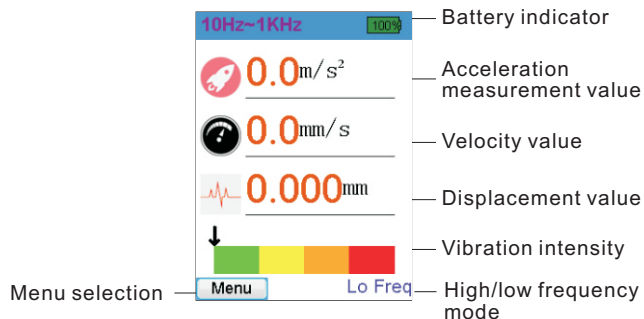 10Hz~1KHz
100%
Battery indicator
0.0m/s²
Acceleration
measurement value
0.0mm/s
Velocity value
0.000mm
Displacement value
Vibration intensity
Menu selection
Menu
Lo Freq
High/low frequency
mode